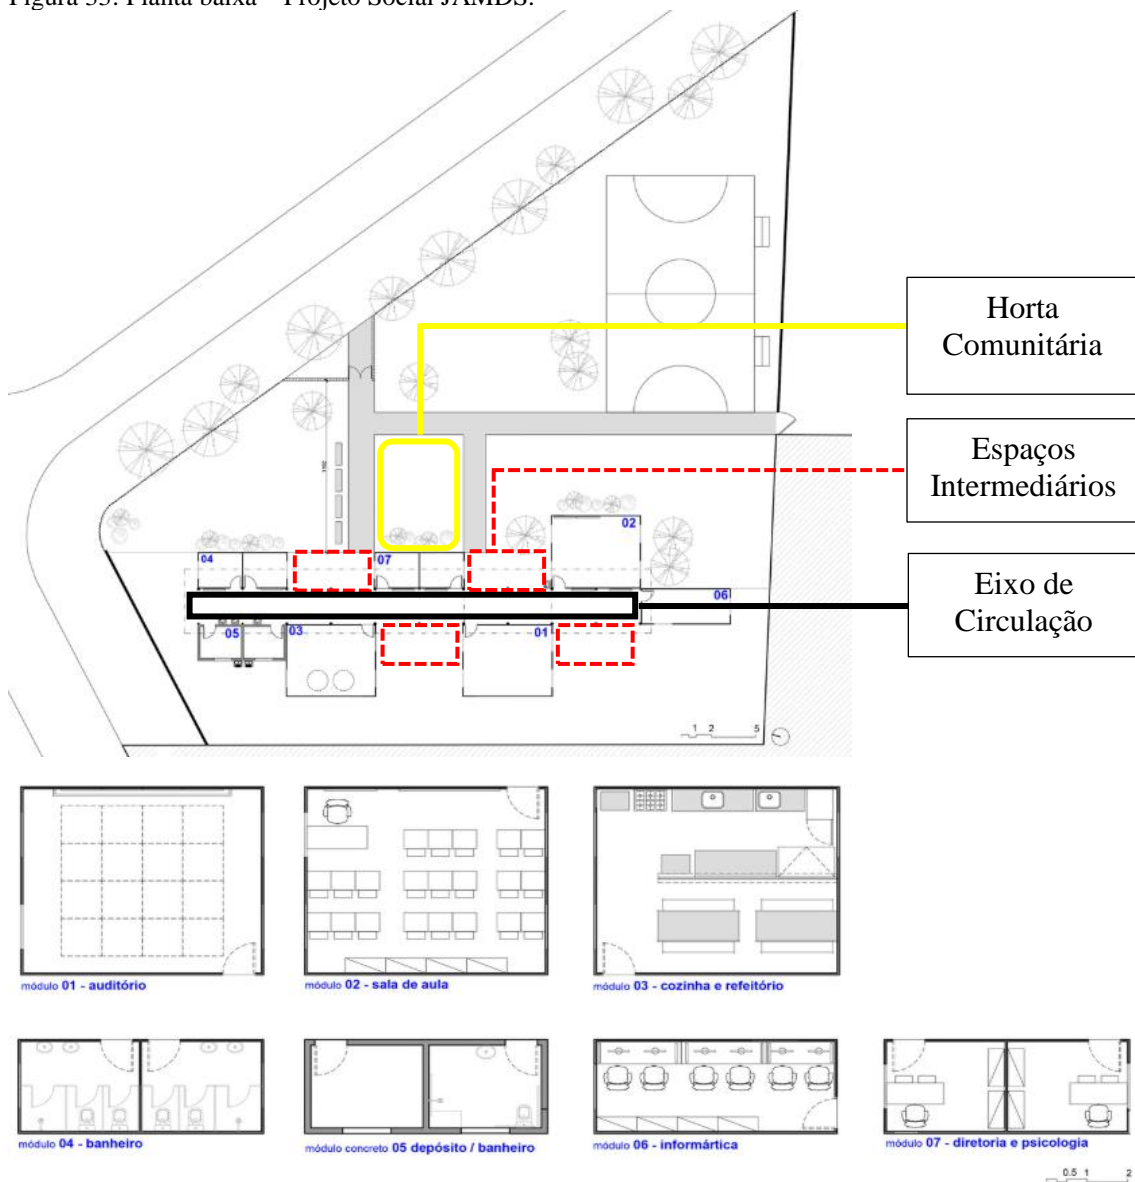 Figura 33: Planta baixa – Projeto Social JAMDS.
Horta
Comunitária
Espaços
Intermediários
Eixo de
Circulação
02
04
07
06
05
03
01
1 2 5
módulo 01 - auditório
módulo 02 - sala de aula
módulo 03 - cozinha e refeitório
módulo 04 - banheiro
módulo concreto 05 depósito / banheiro
módulo 06 - informártica
módulo 07 - diretoria e psicologia
0.5 1 2